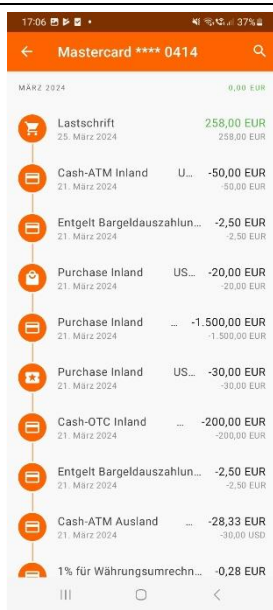 17:06 37%
Mastercard **** 0414
MÄRZ 2024 0,00 EUR
Lastschrift 258,00 EUR
25. März 2024 258,00 EUR
Cash-ATM Inland U... -50,00 EUR
21. März 2024 -50,00 EUR
Entgelt Bargeldauszahlun... -2,50 EUR
21. März 2024 -2,50 EUR
Purchase Inland US... -20,00 EUR
21. März 2024 -20,00 EUR
Purchase Inland ... -1.500,00 EUR
21. März 2024 -1.500,00 EUR
Purchase Inland US... -30,00 EUR
21. März 2024 -30,00 EUR
Cash-OTC Inland ... -200,00 EUR
21. März 2024 -200,00 EUR
Entgelt Bargeldauszahlun... -2,50 EUR
21. März 2024 -2,50 EUR
Cash-ATM Ausland ... -28,33 EUR
21. März 2024 -30,00 USD
1% für Währungsumrechn... -0,28 EUR